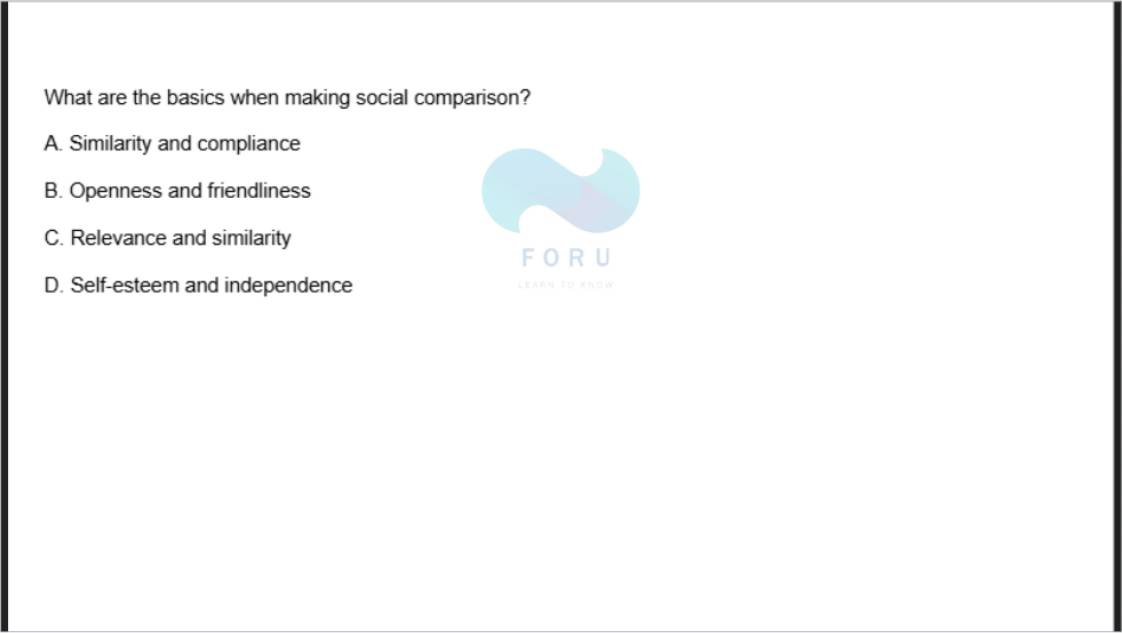 What are the basics when making social comparison?
A. Similarity and compliance
B. Openness and friendliness
C. Relevance and similarity
D. Self-esteem and independence
FORU
LEARN TO KNOW